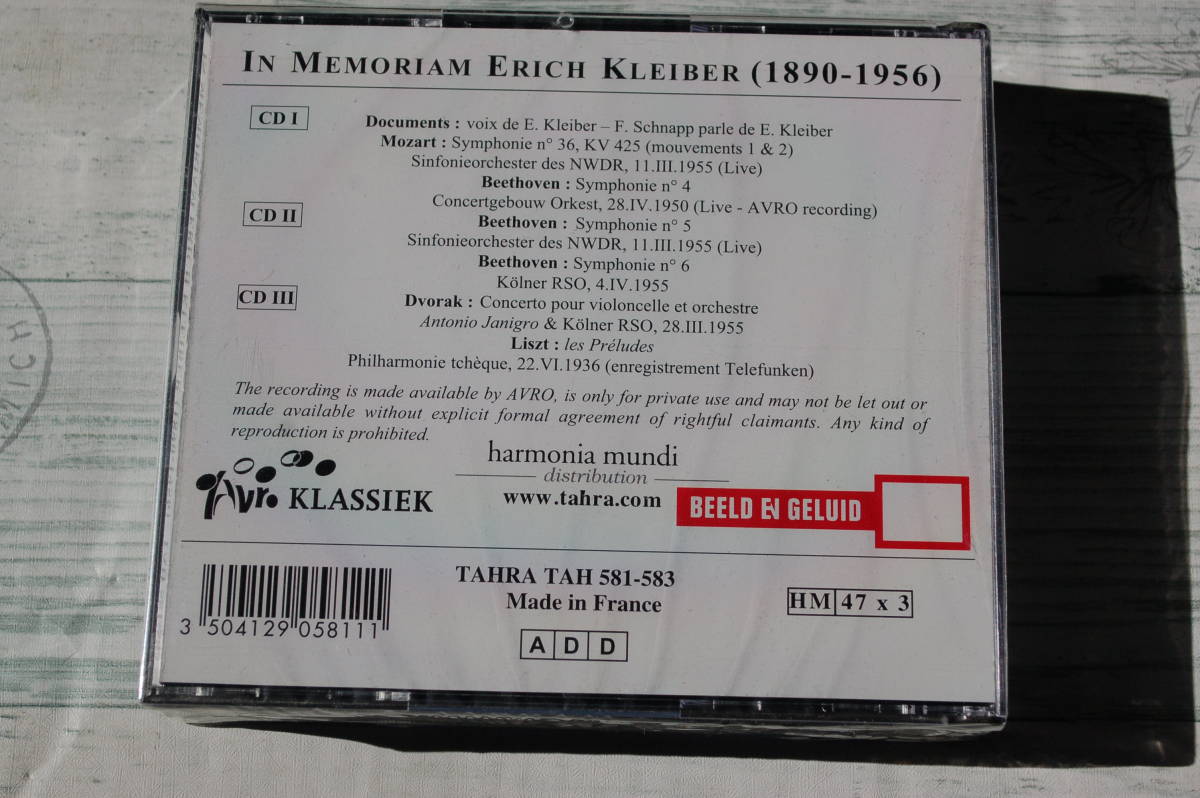 IN MEMORIAM ERICH KLEIBER (1890-1956)
CD I
Documents : voix de E. Kleiber – F. Schnapp parle de E. Kleiber
Mozart : Symphonie n° 36, KV 425 (mouvements 1 & 2)
Sinfonieorchester des NWDR, 11.III.1955 (Live)
Beethoven : Symphonie n° 4
Concertgebouw Orkest, 28.IV.1950 (Live - AVRO recording)
CD II
Beethoven : Symphonie n° 5
Sinfonieorchester des NWDR, 11.III.1955 (Live)
Beethoven : Symphonie n° 6
Kölner RSO, 4.IV.1955
CD III
Dvorak : Concerto pour violoncelle et orchestre
Antonio Janigro & Kölner RSO, 28.III.1955
Liszt : les Préludes
Philharmonie tchèque, 22.VI.1936 (enregistrement Telefunken)
The recording is made available by AVRO, is only for private use and may not be let out or
made available without explicit formal agreement of rightful claimants. Any kind of
reproduction is prohibited.
Avro KLASSIEK
harmonia mundi
distribution
www.tahra.com
BEELD EN GELUID
TAHRA TAH 581-583
Made in France
HM 47 x 3
3 504129 058111
A D D